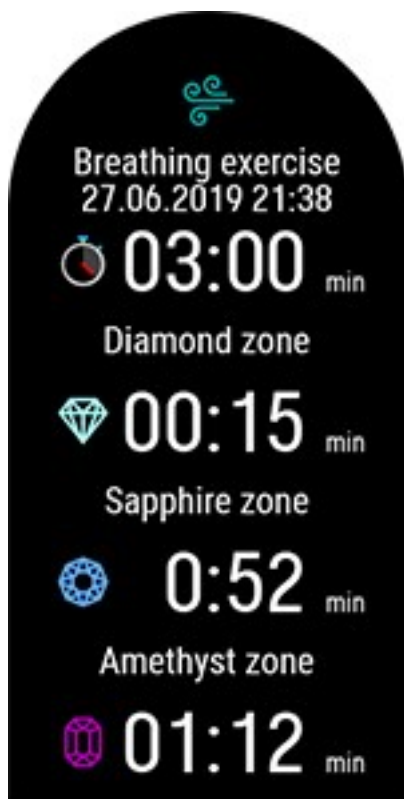 Breathing exercise
27.06.2019 21:38
03:00 min
Diamond zone
00:15 min
Sapphire zone
0:52 min
Amethyst zone
01:12 min